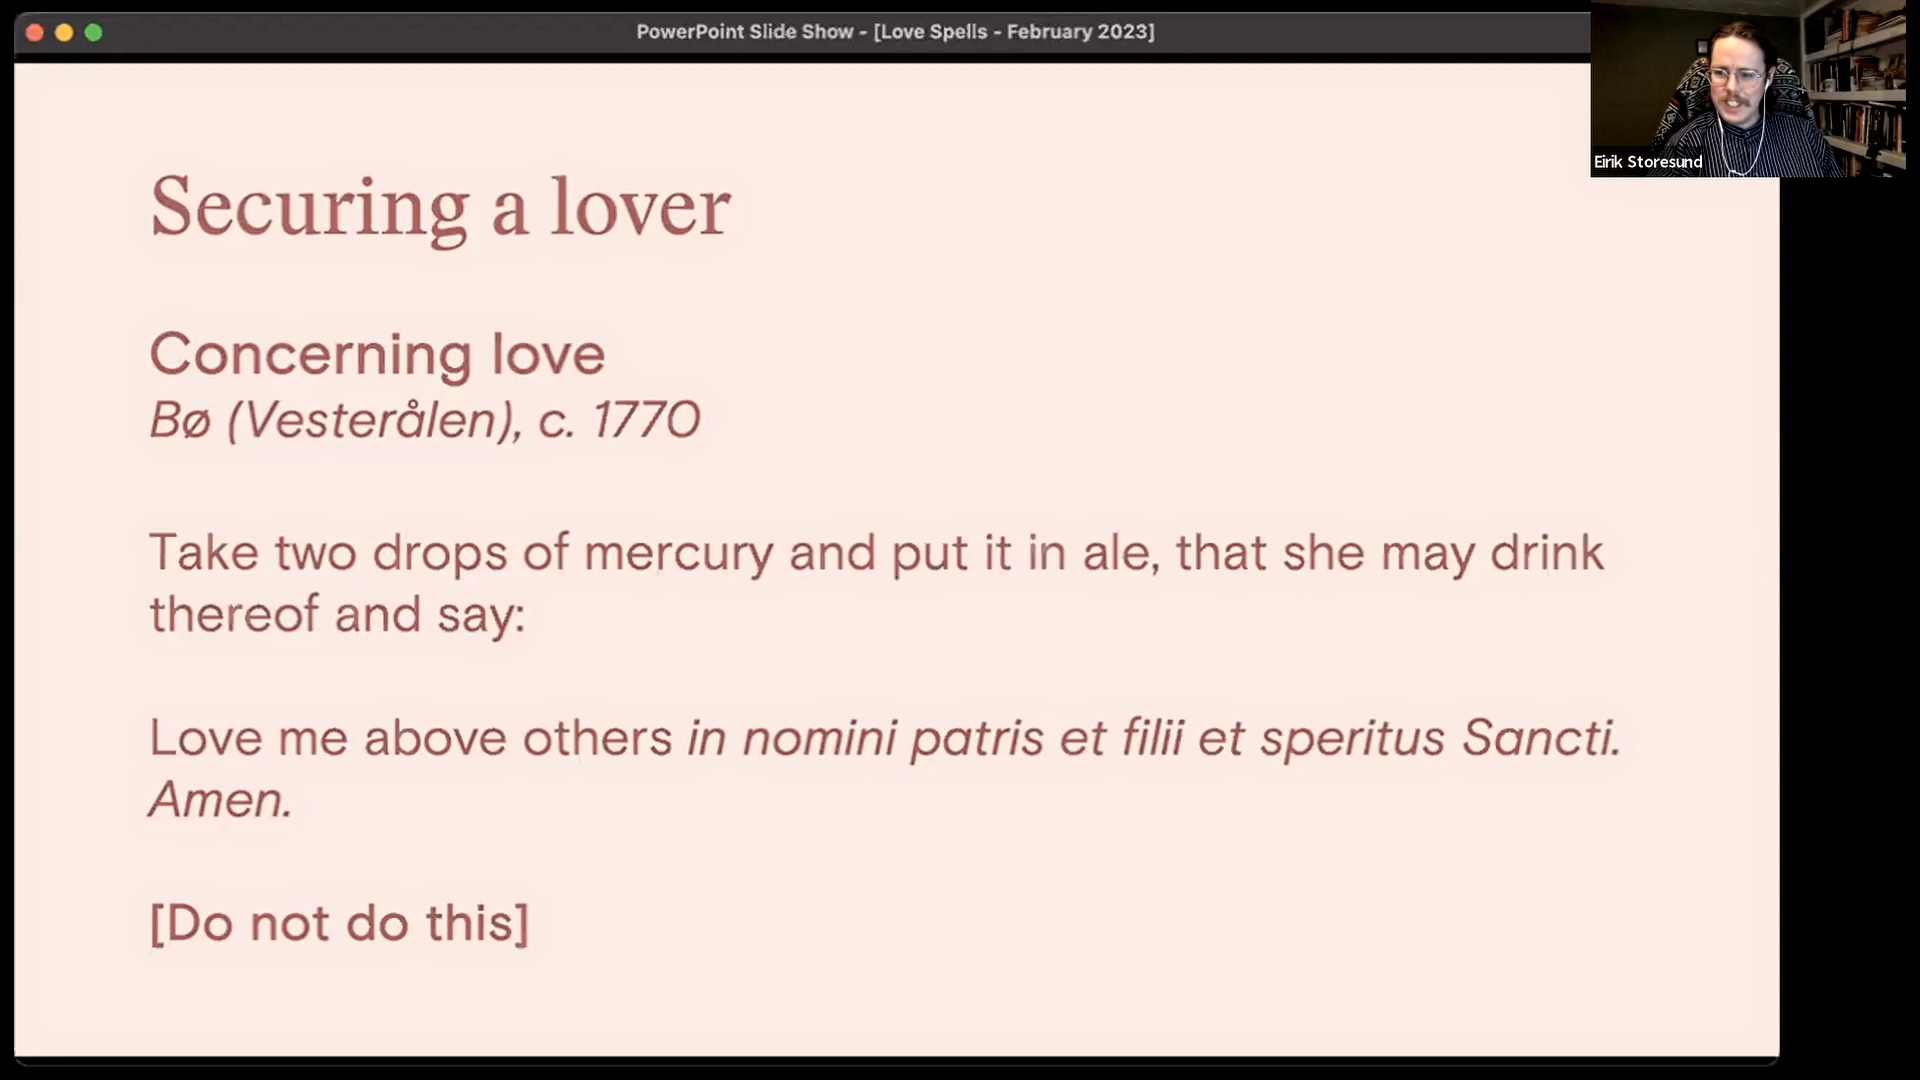 PowerPoint Slide Show - [Love Spells - February 2023]
Eirik Storesund
Securing a lover
Concerning love
Bø (Vesterålen), c. 1770
Take two drops of mercury and put it in ale, that she may drink
thereof and say:
Love me above others in nomini patris et filii et speritus Sancti.
Amen.
[Do not do this]